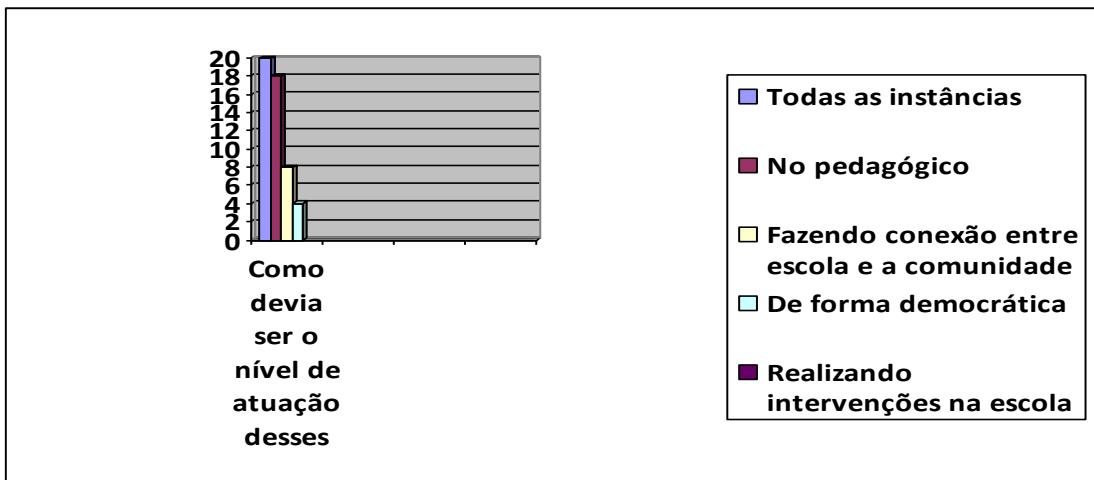 20
18
16
14
12
10
8
6
4
2
0
Como
devia
ser o
nível de
atuação
desses
Todas as instâncias
No pedagógico
Fazendo conexão entre
escola e a comunidade
De forma democrática
Realizando
intervenções na escola